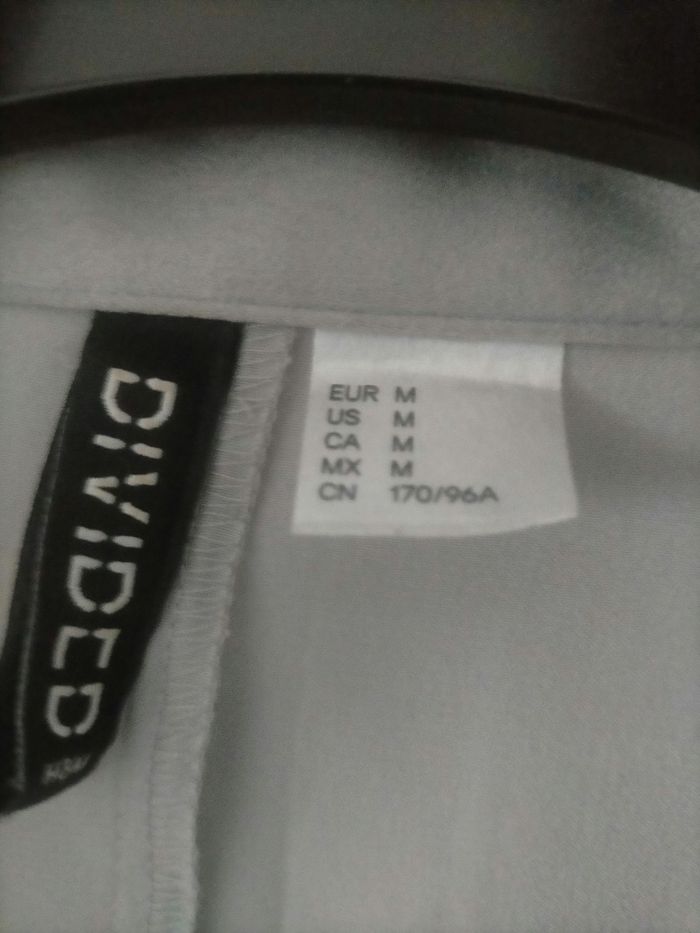 DIVIDED
H&M
EUR M
US M
CA M
MX M
CN 170/96A